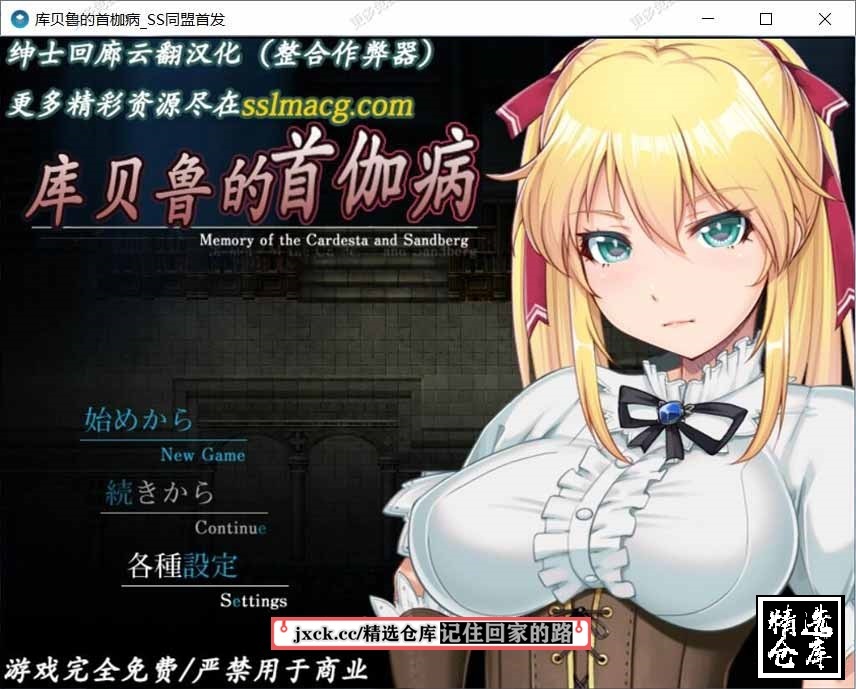 库贝鲁的首枷病_SS同盟首发
绅士回廊云翻汉化（整合作弊器）
更多精彩资源尽在sslmacg.com
库贝鲁的首伽病
Memory of the Cardesta and Sandberg
始めから
New Game
続きから
Continue
各種設定
Settings
jxck.cc/精选仓库 记住回家的路
精选
仓库
游戏完全免费/严禁用于商业